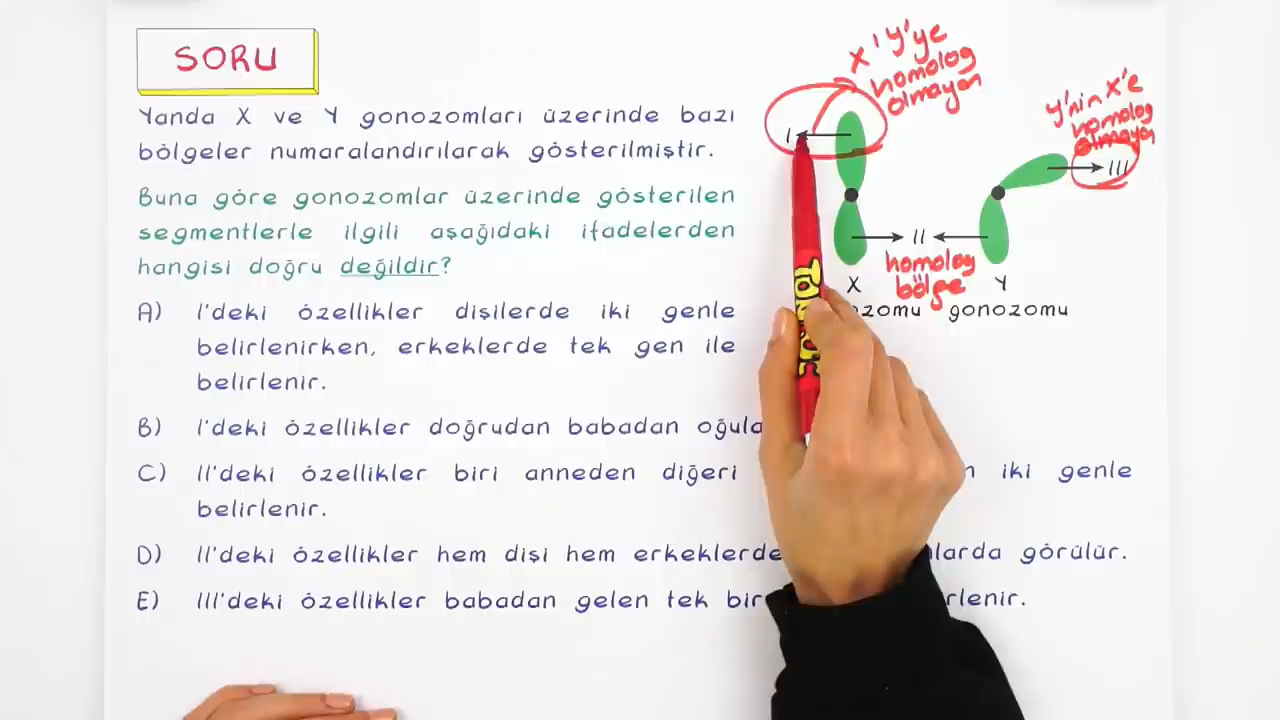 SORU
Yanda X ve Y gonozomları üzerinde bazı
bölgeler numaralandırılarak gösterilmiştir.
Buna göre gonozomlar üzerinde gösterilen
segmentlerle ilgili aşağıdaki ifadelerden
hangisi doğru değildir?
A) I'deki özellikler dişilerde iki genle
belirlenirken, erkeklerde tek gen ile
belirlenir.
B) I'deki özellikler doğrudan babadan oğula
C) II'deki özellikler biri anneden diğeri iki genle
belirlenir.
D) II'deki özellikler hem dişi hem erkeklerde görülür.
E) III'deki özellikler babadan gelen tek bir
X'
Y'ye
homolog
olmayan
Y'nin X'e
homolog
olmayan
I
III
II
homolog
bölge
X
Y
gonozomu